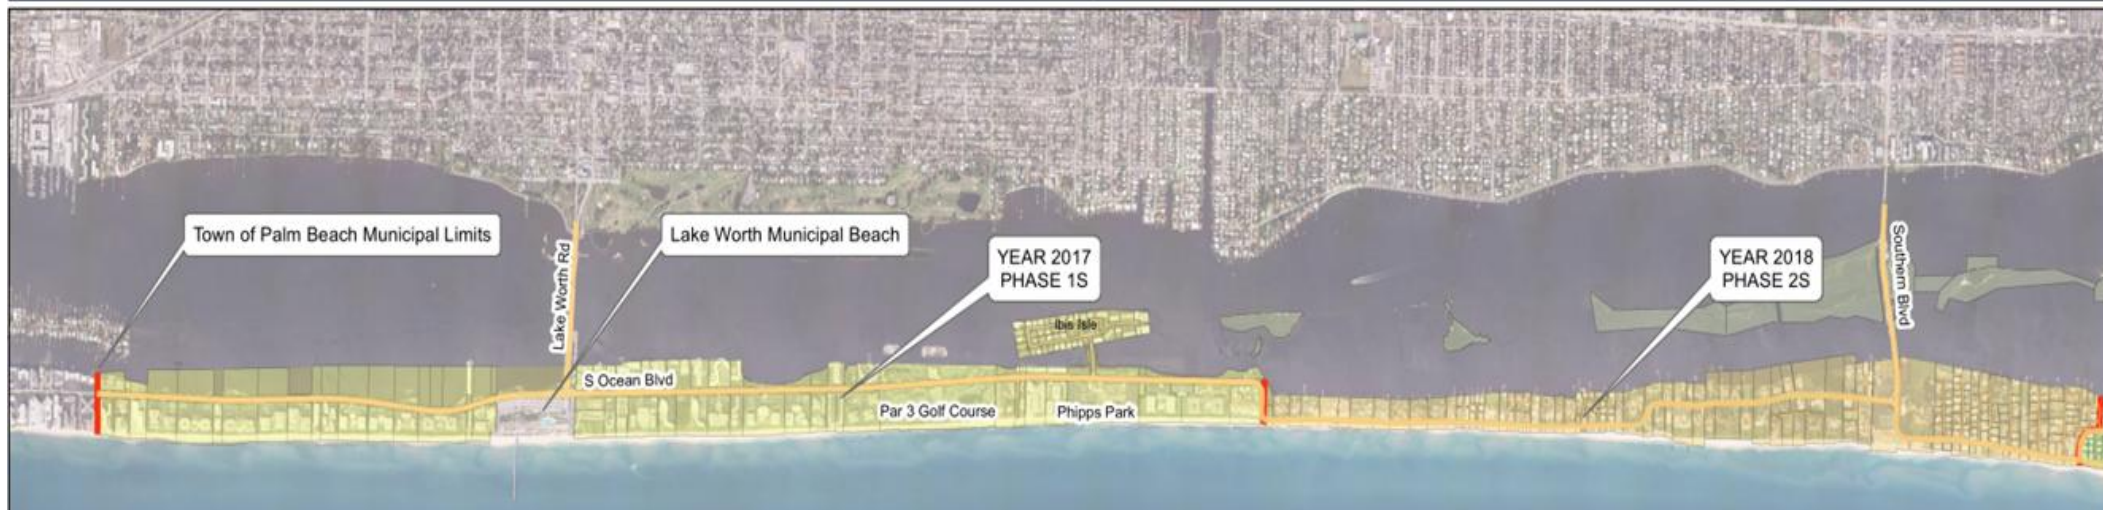 Town of Palm Beach Municipal Limits
Lake Worth Rd
Lake Worth Municipal Beach
YEAR 2017
PHASE 1S
YEAR 2018
PHASE 2S
Southern Blvd
Ibis Isle
S Ocean Blvd
Par 3 Golf Course
Phipps Park